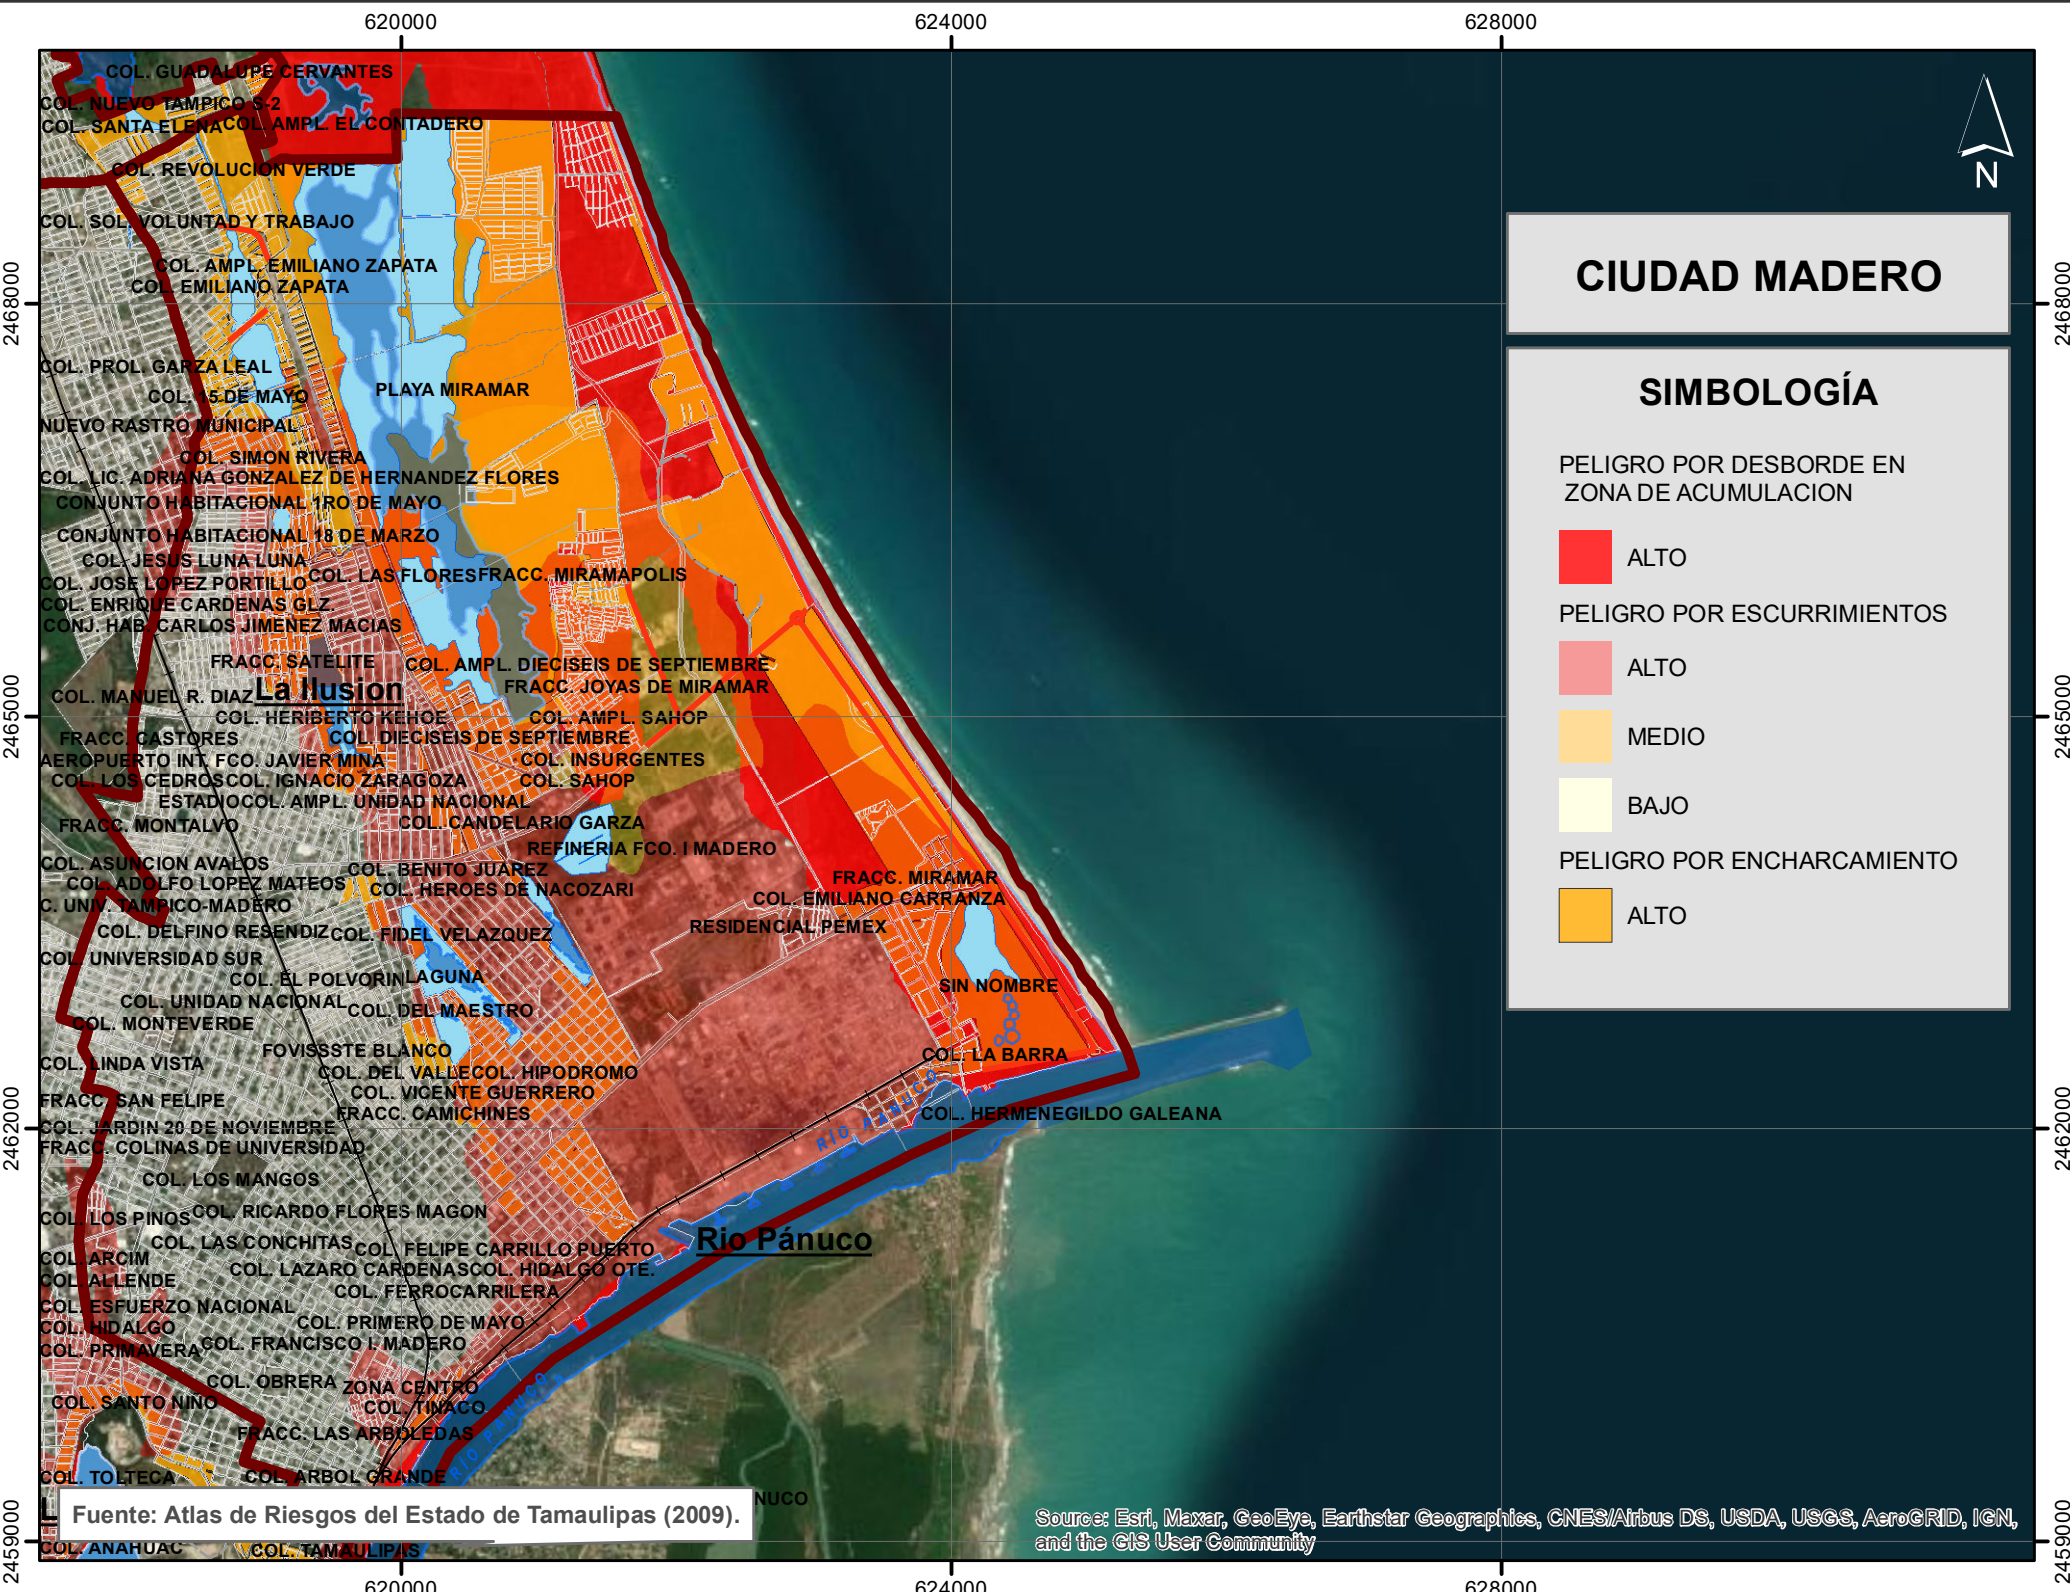 620000
624000
628000
COL. GUADALUPE CERVANTES
COL. NUEVO TAMPICO S-2
COL. SANTA ELENA
COL. AMPL. EL CONTADERO
COL. REVOLUCION VERDE
COL. SOL. VOLUNTAD Y TRABAJO
COL. AMPL. EMILIANO ZAPATA
COL. EMILIANO ZAPATA
2468000
2468000
COL. PROL. GARZA LEAL
PLAYA MIRAMAR
COL. 15 DE MAYO
NUEVO RASTRO MUNICIPAL
COL. SIMON RIVERA
COL. LIC. ADRIANA GONZALEZ DE HERNANDEZ FLORES
CONJUNTO HABITACIONAL 1RO DE MAYO
CONJUNTO HABITACIONAL 18 DE MARZO
COL. JESUS LUNA LUNA
COL. JOSE LOPEZ PORTILLO
COL. LAS FLORES
FRACC. MIRAMAPOLIS
COL. ENRIQUE CARDENAS GLZ.
CONJ. HAB. CARLOS JIMENEZ MACIAS
FRACC. SATELITE
COL. AMPL. DIECISEIS DE SEPTIEMBRE
COL. MANUEL R. DIAZ
La Ilusion
FRACC. JOYAS DE MIRAMAR
2465000
2465000
COL. HERIBERTO KEHOE
COL. AMPL. SAHOP
FRACC. CASTORES
COL. DIECISEIS DE SEPTIEMBRE
AEROPUERTO INT. FCO. JAVIER MINA
COL. INSURGENTES
COL. LOS CEDROS
COL. IGNACIO ZARAGOZA
COL. SAHOP
ESTADIO
COL. AMPL. UNIDAD NACIONAL
FRACC. MONTALVO
COL. CANDELARIO GARZA
REFINERIA FCO. I MADERO
COL. ASUNCION AVALOS
COL. BENITO JUAREZ
FRACC. MIRAMAR
COL. ADOLFO LOPEZ MATEOS
COL. HEROES DE NACOZARI
COL. EMILIANO CARRANZA
C. UNIV. TAMPICO-MADERO
RESIDENCIAL PEMEX
COL. DELFINO RESENDIZ
COL. FIDEL VELAZQUEZ
COL. UNIVERSIDAD SUR
COL. EL POLVORIN
LAGUNA
SIN NOMBRE
COL. UNIDAD NACIONAL
COL. DEL MAESTRO
COL. MONTEVERDE
FOVISSSTE BLANCO
COL. LA BARRA
COL. LINDA VISTA
COL. DEL VALLE
COL. HIPODROMO
COL. VICENTE GUERRERO
FRACC. SAN FELIPE
FRACC. CAMICHINES
COL. HERMENEGILDO GALEANA
RÍO PÁNUCO
2462000
2462000
COL. JARDIN 20 DE NOVIEMBRE
FRACC. COLINAS DE UNIVERSIDAD
COL. LOS MANGOS
COL. LOS PINOS
COL. RICARDO FLORES MAGON
Rio Pánuco
COL. LAS CONCHITAS
COL. FELIPE CARRILLO PUERTO
COL. ARCIM
COL. LAZARO CARDENAS
COL. HIDALGO OTE.
COL. ALLENDE
COL. FERROCARRILERA
COL. ESFUERZO NACIONAL
COL. HIDALGO
COL. PRIMERO DE MAYO
COL. PRIMAVERA
COL. FRANCISCO I. MADERO
COL. OBRERA
ZONA CENTRO
COL. SANTO NIÑO
COL. TINACO
FRACC. LAS ARBOLEDAS
RÍO PÁNUCO
COL. TOLTECA
COL. ARBOL GRANDE
NUCO
Fuente: Atlas de Riesgos del Estado de Tamaulipas (2009).
COL. ANAHUAC
COL. TAMAULIPAS
2459000
2459000
N
CIUDAD MADERO
SIMBOLOGÍA
PELIGRO POR DESBORDE EN
ZONA DE ACUMULACION
ALTO
PELIGRO POR ESCURRIMIENTOS
ALTO
MEDIO
BAJO
PELIGRO POR ENCHARCAMIENTO
ALTO
Source: Esri, Maxar, GeoEye, Earthstar Geographics, CNES/Airbus DS, USDA, USGS, AeroGRID, IGN,
and the GIS User Community
620000
624000
628000